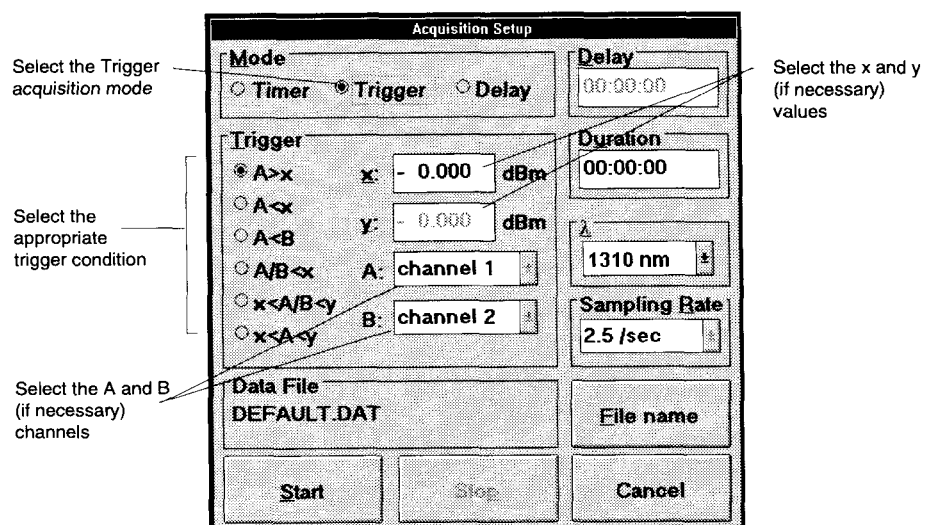 Acquisition Setup
Select the Trigger
acquisition mode
Mode
Timer Trigger Delay
Delay
00:00:00
Select the x and y
(if necessary)
values
Trigger
A>x
A<x
A<B
A/B<x
x<A/B<y
x<A<y
x: - 0.000 dBm
y: - 0.000 dBm
A: channel 1
B: channel 2
Duration
00:00:00
λ
1310 nm
Sampling Rate
2.5 /sec
Select the
appropriate
trigger condition
Select the A and B
(if necessary)
channels
Data File
DEFAULT.DAT
File name
Start Stop Cancel